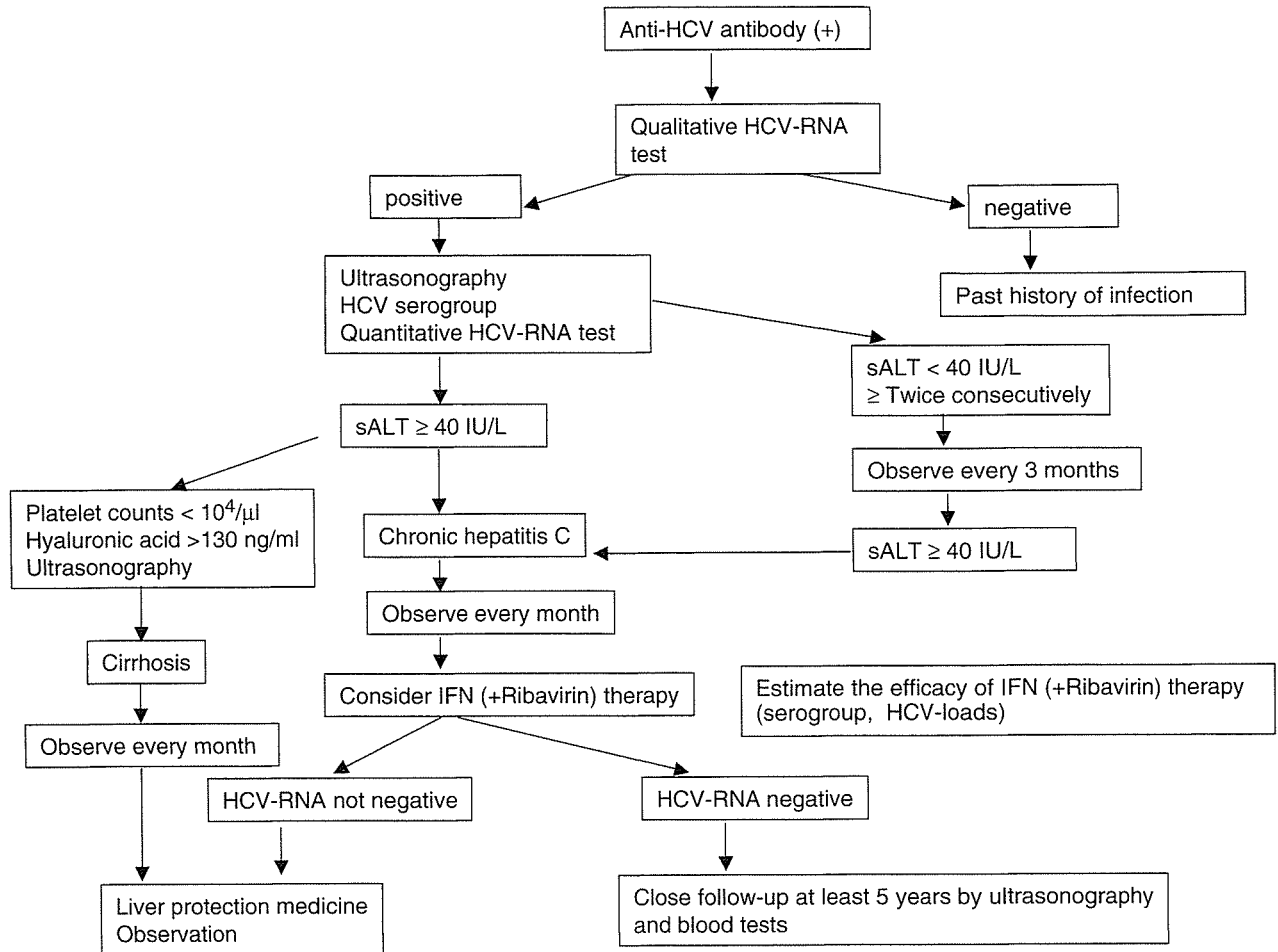 Anti-HCV antibody (+)
Qualitative HCV-RNA
test
positive
negative
Ultrasonography
HCV serogroup
Quantitative HCV-RNA test
Past history of infection
sALT < 40 IU/L
≥ Twice consecutively
sALT ≥ 40 IU/L
Observe every 3 months
Platelet counts < 10⁴/μl
Hyaluronic acid >130 ng/ml
Ultrasonography
Chronic hepatitis C
sALT ≥ 40 IU/L
Observe every month
Cirrhosis
Consider IFN (+Ribavirin) therapy
Estimate the efficacy of IFN (+Ribavirin) therapy
(serogroup, HCV-loads)
Observe every month
HCV-RNA not negative
HCV-RNA negative
Liver protection medicine
Observation
Close follow-up at least 5 years by ultrasonography
and blood tests